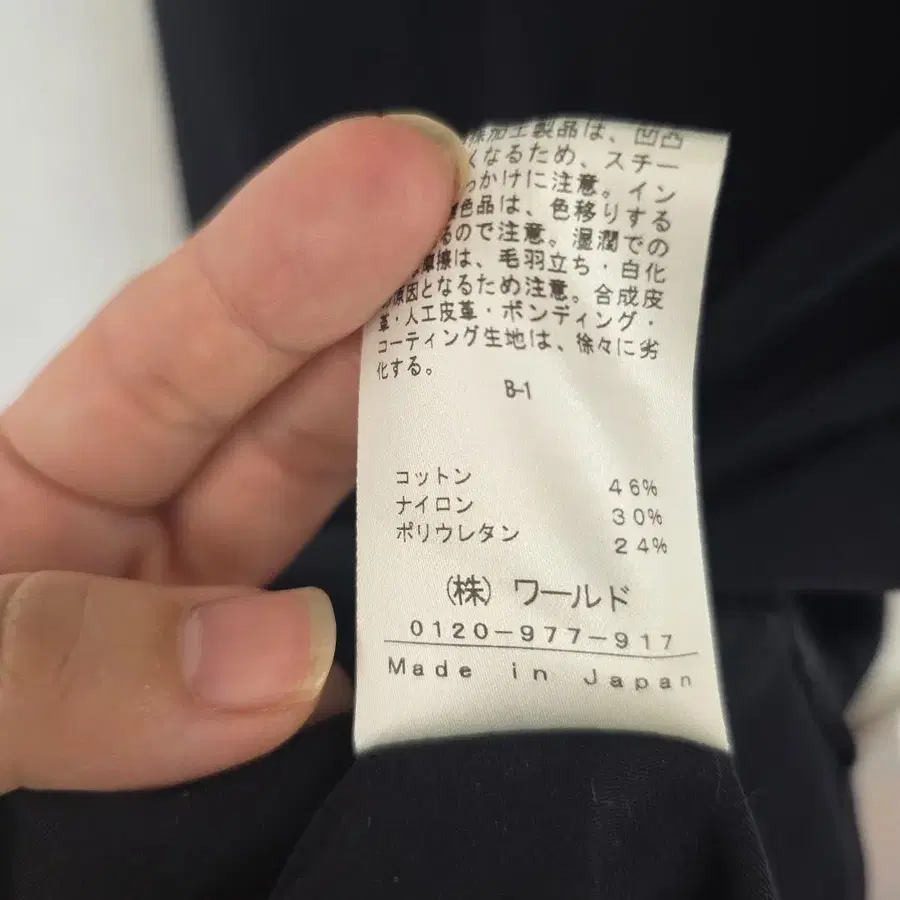 加工製品は、凹凸
くなるため、スチー
っかけに注意。イン
色品は、色移りする
るので注意。湿潤での
摩擦は、毛羽立ち・白化
の原因となるため注意。合成皮
革・人工皮革・ボンディング・
コーティング生地は、徐々に劣
化する。
B-1
コットン 46%
ナイロン 30%
ポリウレタン 24%
(株) ワールド
0120-977-917
Made in Japan